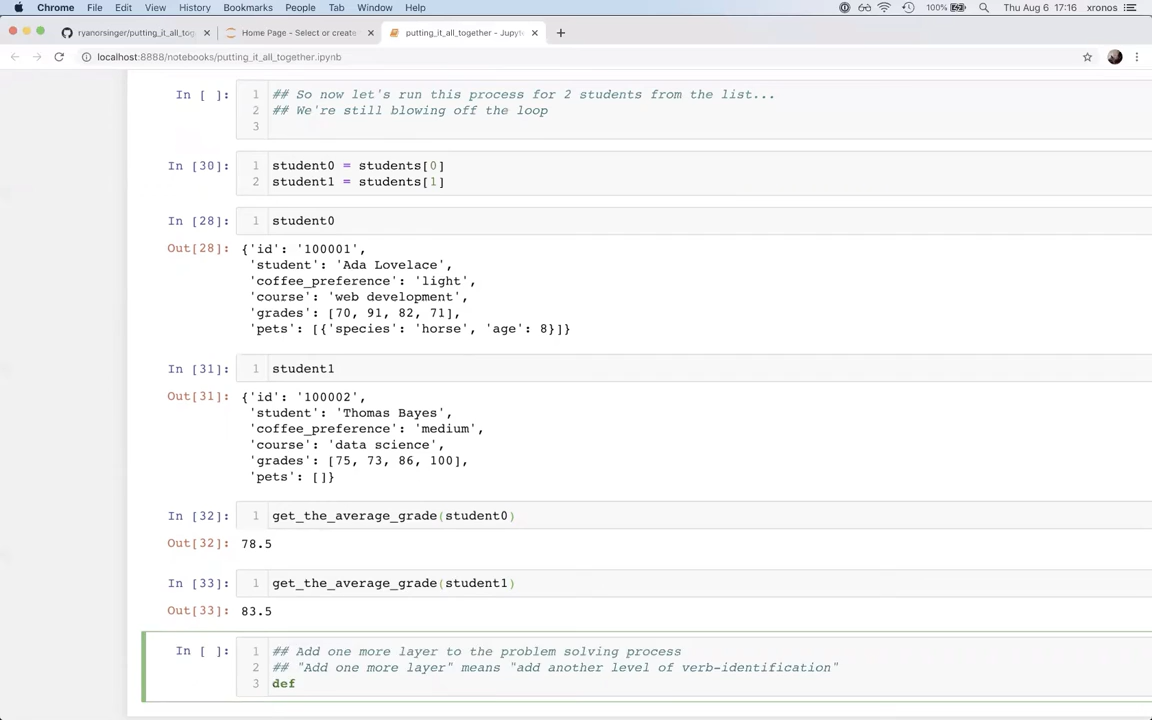 Chrome File Edit View History Bookmarks People Tab Window Help 100% Thu Aug 6 17:16 xronos
ryanorsinger/putting_it_all_tog × Home Page - Select or create × putting_it_all_together - Jupyt × +
localhost:8888/notebooks/putting_it_all_together.ipynb
In [ ]: 1 ## So now let's run this process for 2 students from the list...
2 ## We're still blowing off the loop
3
In [30]: 1 student0 = students[0]
2 student1 = students[1]
In [28]: 1 student0
Out[28]: {'id': '100001',
'student': 'Ada Lovelace',
'coffee_preference': 'light',
'course': 'web development',
'grades': [70, 91, 82, 71],
'pets': [{'species': 'horse', 'age': 8}]}
In [31]: 1 student1
Out[31]: {'id': '100002',
'student': 'Thomas Bayes',
'coffee_preference': 'medium',
'course': 'data science',
'grades': [75, 73, 86, 100],
'pets': []}
In [32]: 1 get_the_average_grade(student0)
Out[32]: 78.5
In [33]: 1 get_the_average_grade(student1)
Out[33]: 83.5
In [ ]: 1 ## Add one more layer to the problem solving process
2 ## "Add one more layer" means "add another level of verb-identification"
3 def